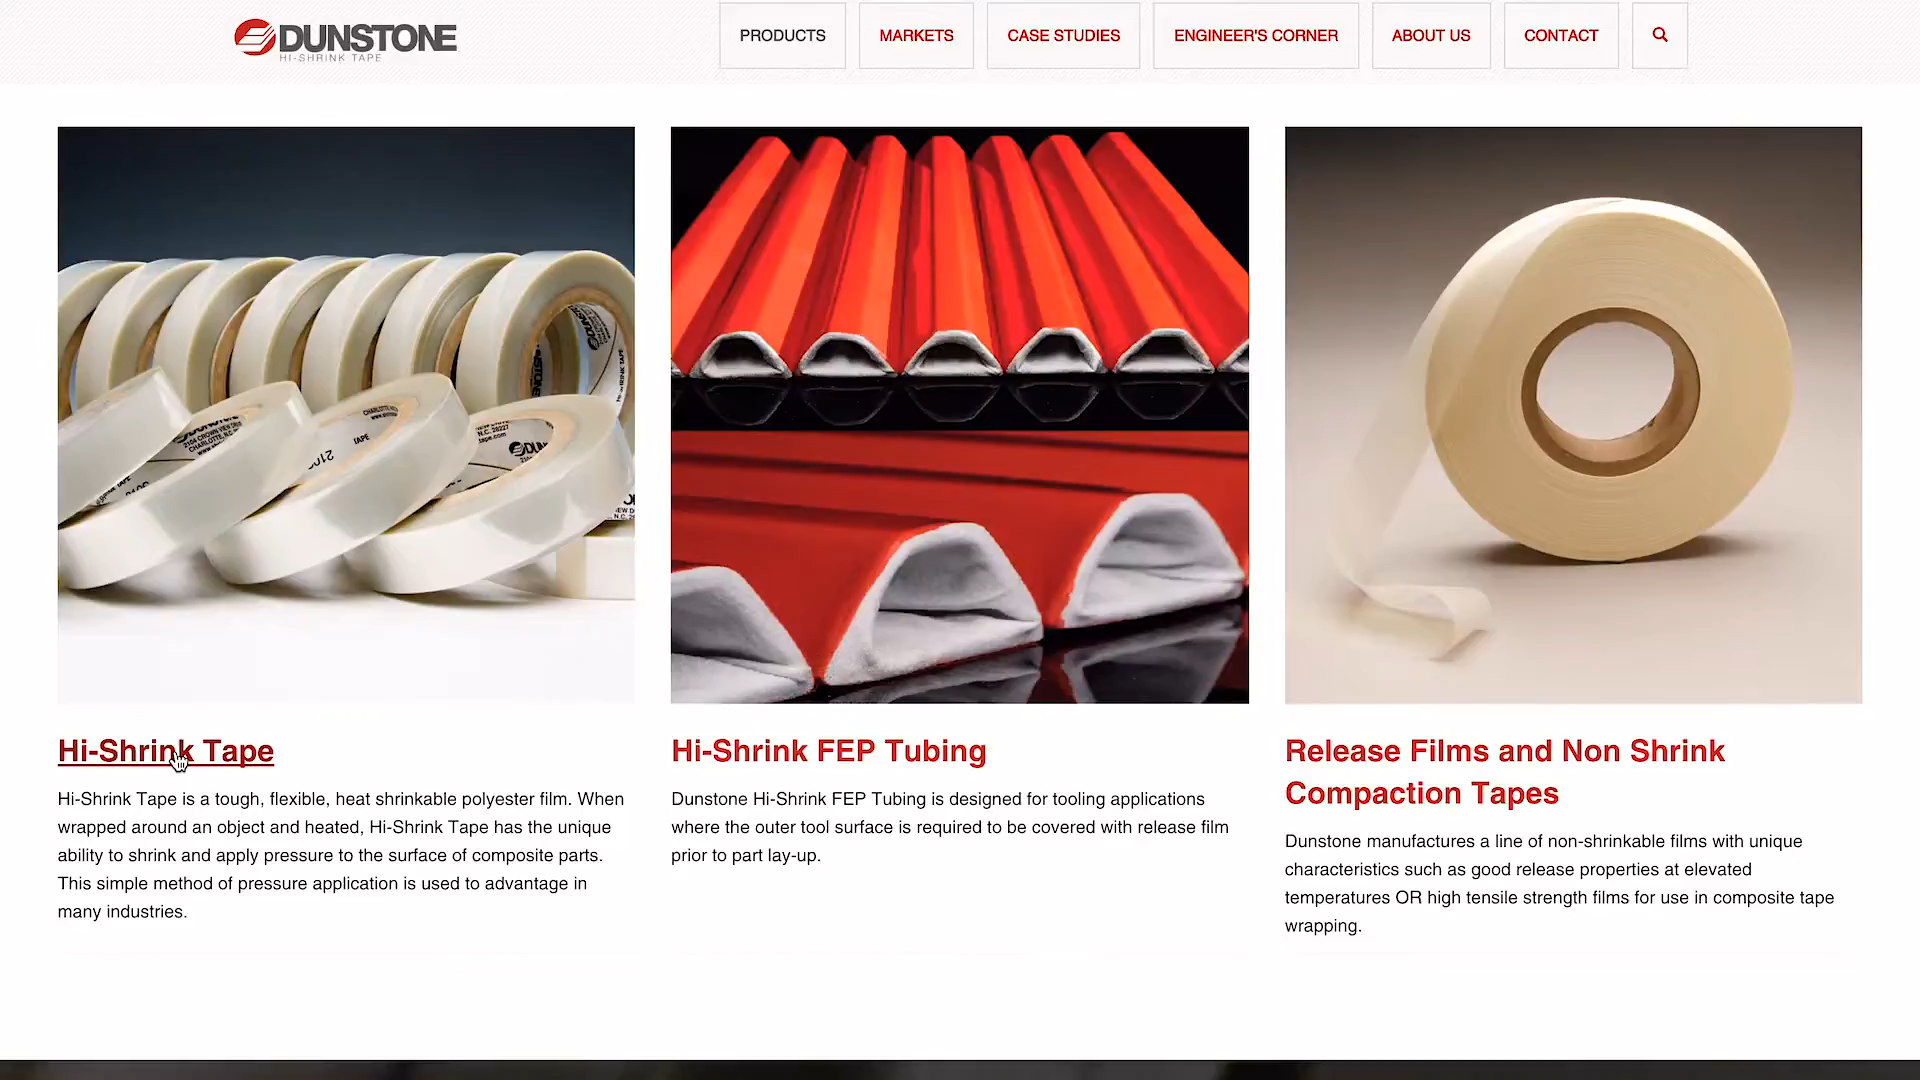 DUNSTONE
HI-SHRINK TAPE
PRODUCTS
MARKETS
CASE STUDIES
ENGINEER'S CORNER
ABOUT US
CONTACT
Hi-Shrink Tape
Hi-Shrink Tape is a tough, flexible, heat shrinkable polyester film. When
wrapped around an object and heated, Hi-Shrink Tape has the unique
ability to shrink and apply pressure to the surface of composite parts.
This simple method of pressure application is used to advantage in
many industries.
Hi-Shrink FEP Tubing
Dunstone Hi-Shrink FEP Tubing is designed for tooling applications
where the outer tool surface is required to be covered with release film
prior to part lay-up.
Release Films and Non Shrink
Compaction Tapes
Dunstone manufactures a line of non-shrinkable films with unique
characteristics such as good release properties at elevated
temperatures OR high tensile strength films for use in composite tape
wrapping.